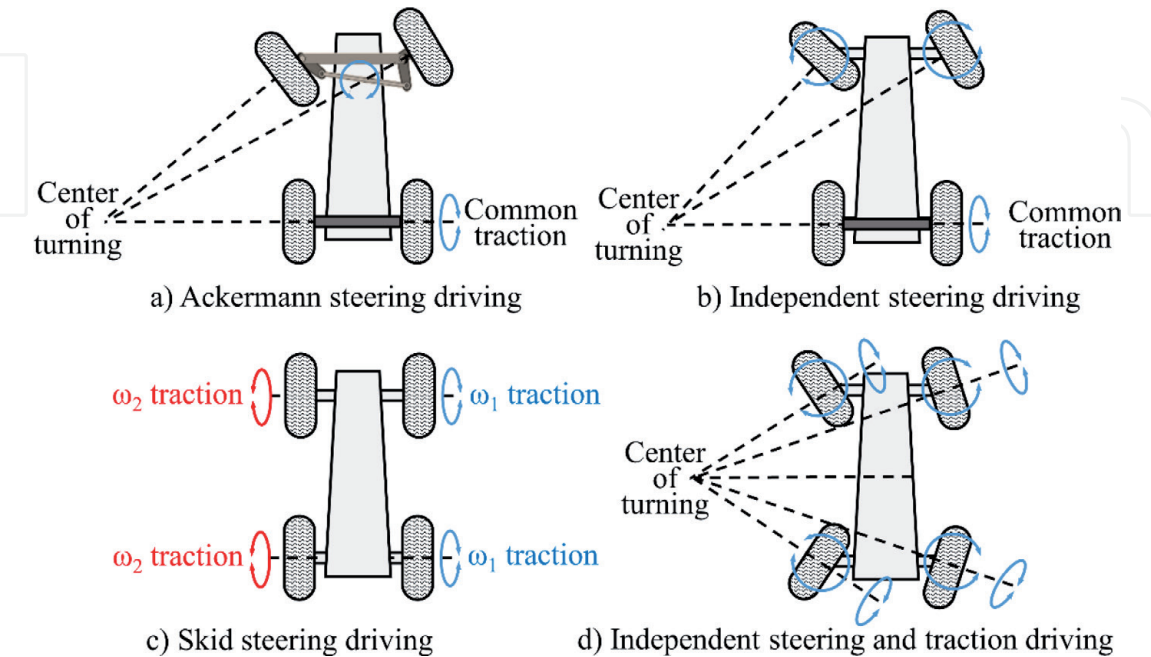 Center
of
turning
Common
traction
a) Ackermann steering driving
Center
of
turning
Common
traction
b) Independent steering driving
ω₂ traction
ω₁ traction
ω₂ traction
ω₁ traction
c) Skid steering driving
Center
of
turning
d) Independent steering and traction driving